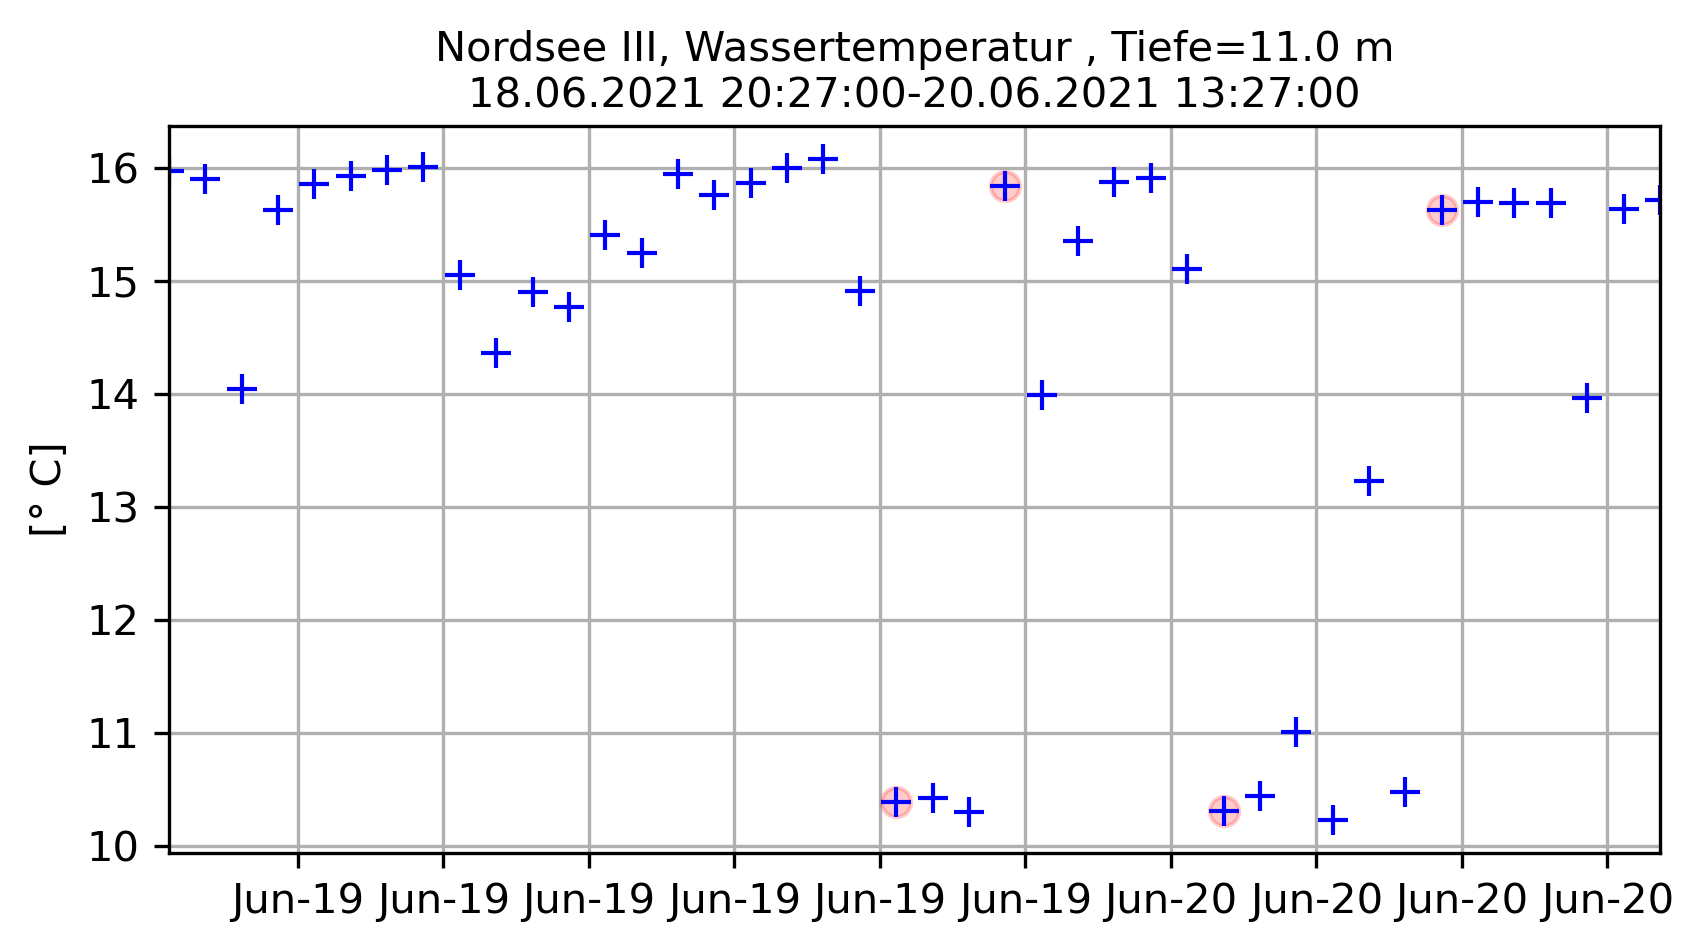 Nordsee III, Wassertemperatur , Tiefe=11.0 m
18.06.2021 20:27:00-20.06.2021 13:27:00
[° C]
16
15
14
13
12
11
10
Jun-19 Jun-19 Jun-19 Jun-19 Jun-19 Jun-19 Jun-20 Jun-20 Jun-20 Jun-20